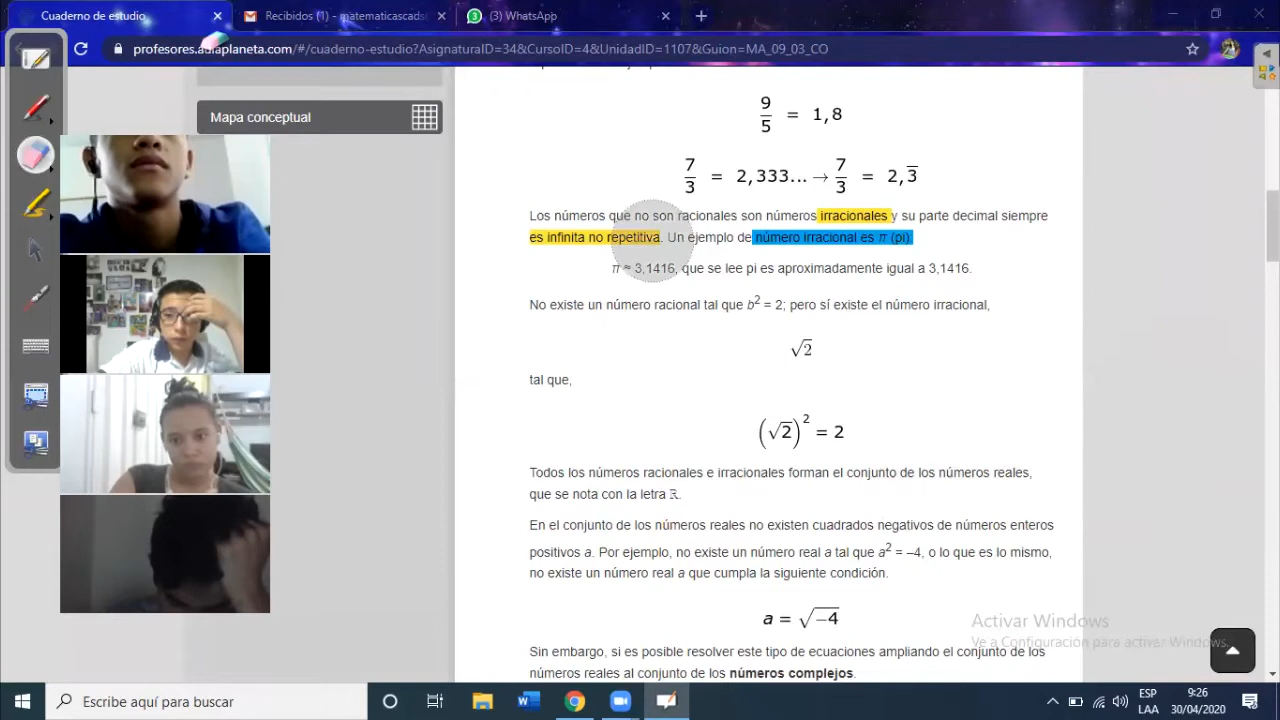 Cuaderno de estudio
Recibidos (1) - matematicascads
(3) WhatsApp
profesores.aulaplaneta.com/#/cuaderno-estudio?AsignaturaID=34&CursoID=4&UnidadID=1107&Guion=MA_09_03_CO
Mapa conceptual
9/5 = 1,8
7/3 = 2,333... → 7/3 = 2,3̅
Los números que no son racionales son números irracionales y su parte decimal siempre
es infinita no repetitiva. Un ejemplo de número irracional es π (pi).
π ≈ 3,1416, que se lee pi es aproximadamente igual a 3,1416.
No existe un número racional tal que b² = 2; pero sí existe el número irracional,
√2
tal que,
(√2)² = 2
Todos los números racionales e irracionales forman el conjunto de los números reales,
que se nota con la letra ℝ.
En el conjunto de los números reales no existen cuadrados negativos de números enteros
positivos a. Por ejemplo, no existe un número real a tal que a² = –4, o lo que es lo mismo,
no existe un número real a que cumpla la siguiente condición.
a = √–4
Sin embargo, si es posible resolver este tipo de ecuaciones ampliando el conjunto de los
números reales al conjunto de los números complejos.
Activar Windows
Ve a Configuración para activar Windows.
Escribe aquí para buscar
ESP
LAA
9:26
30/04/2020